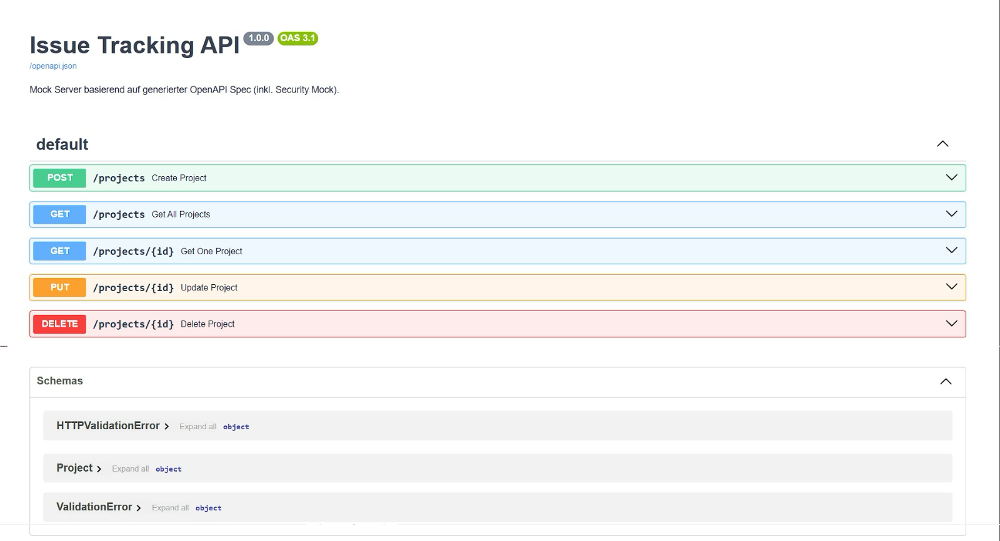 Issue Tracking API 1.0.0 OAS 3.1
/openapi.json
Mock Server basierend auf generierter OpenAPI Spec (inkl. Security Mock).
default
POST /projects Create Project
GET /projects Get All Projects
GET /projects/{id} Get One Project
PUT /projects/{id} Update Project
DELETE /projects/{id} Delete Project
Schemas
HTTPValidationError Expand all object
Project Expand all object
ValidationError Expand all object